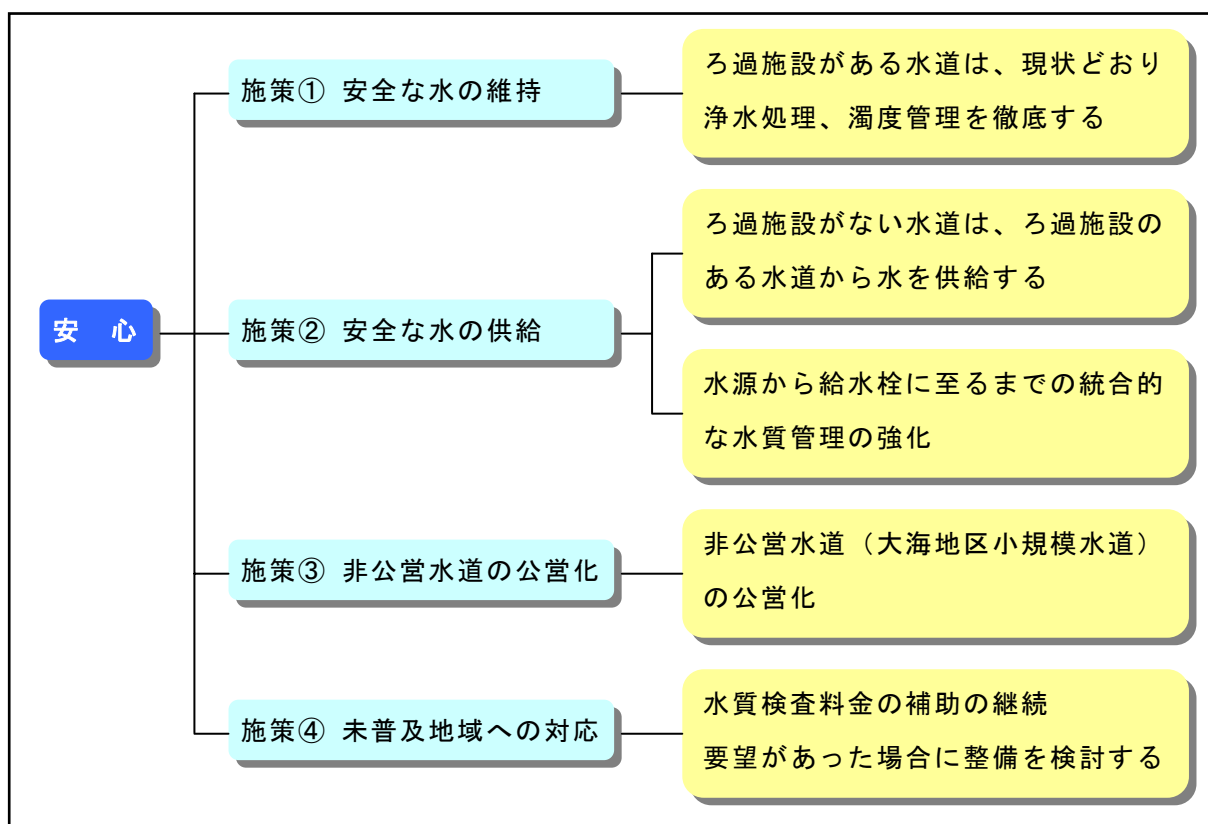 安　心
施策① 安全な水の維持
ろ過施設がある水道は、現状どおり
浄水処理、濁度管理を徹底する
施策② 安全な水の供給
ろ過施設がない水道は、ろ過施設の
ある水道から水を供給する
水源から給水栓に至るまでの統合的
な水質管理の強化
施策③ 非公営水道の公営化
非公営水道（大海地区小規模水道）
の公営化
施策④ 未普及地域への対応
水質検査料金の補助の継続
要望があった場合に整備を検討する